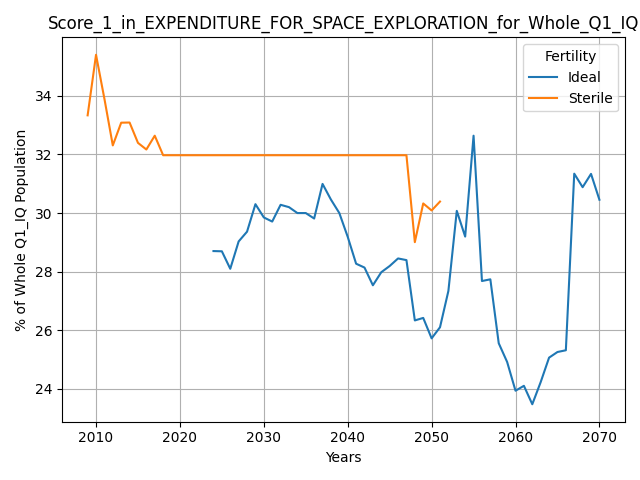 Score_1_in_EXPENDITURE_FOR_SPACE_EXPLORATION_for_Whole_Q1_IQ
Fertility
Ideal
Sterile
% of Whole Q1_IQ Population
34
32
30
28
26
24
2010 2020 2030 2040 2050 2060 2070
Years